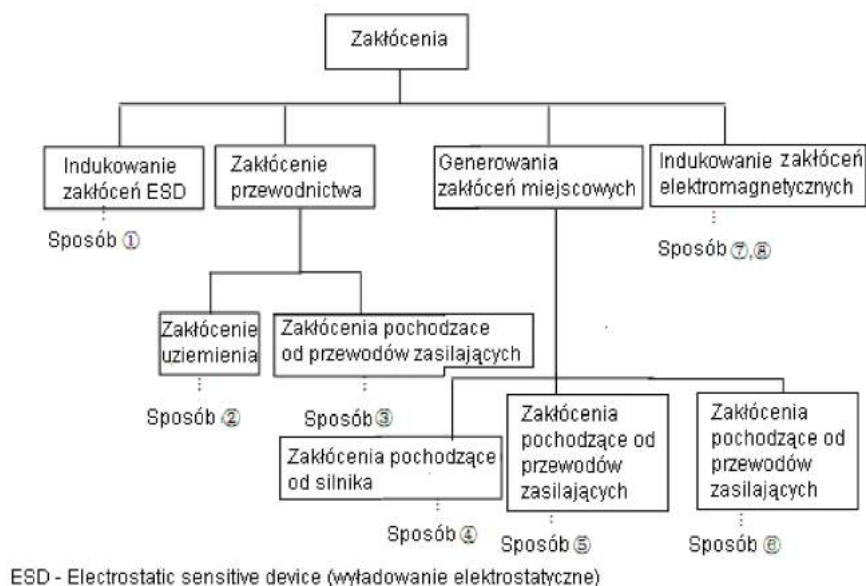 Zakłócenia
Indukowanie
zakłóceń ESD
Sposób ①
Zakłócenie
przewodnictwa
Generowania
zakłóceń miejscowych
Indukowanie zakłóceń
elektromagnetycznych
Sposób ⑦,⑧
Zakłócenie
uziemienia
Sposób ②
Zakłócenia pochodzace
od przewodów zasilających
Sposób ③
Zakłócenia pochodzące
od silnika
Sposób ④
Zakłócenia
pochodzące od
przewodów
zasilających
Sposób ⑤
Zakłócenia
pochodzące od
przewodów
zasilających
Sposób ⑥
ESD - Electrostatic sensitive device (wyładowanie elektrostatyczne)